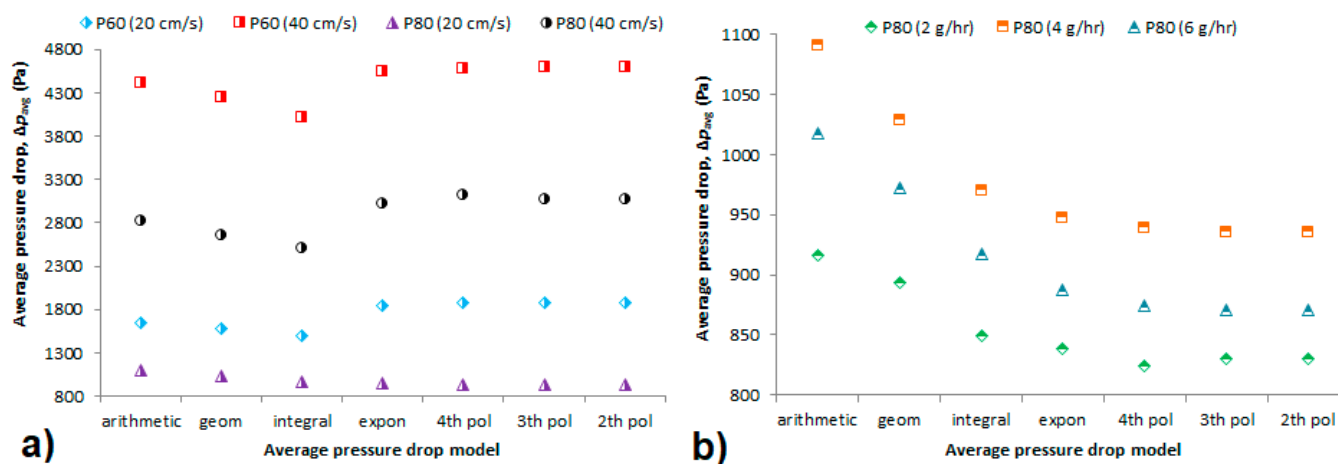 P60 (20 cm/s) P60 (40 cm/s) P80 (20 cm/s) P80 (40 cm/s)
Average pressure drop, Δpavg (Pa)
4800
4300
3800
3300
2800
2300
1800
1300
800
arithmetic geom integral expon 4th pol 3th pol 2th pol
Average pressure drop model
a)
P80 (2 g/hr) P80 (4 g/hr) P80 (6 g/hr)
Average pressure drop, Δpavg (Pa)
1100
1050
1000
950
900
850
800
arithmetic geom integral expon 4th pol 3th pol 2th pol
Average pressure drop model
b)